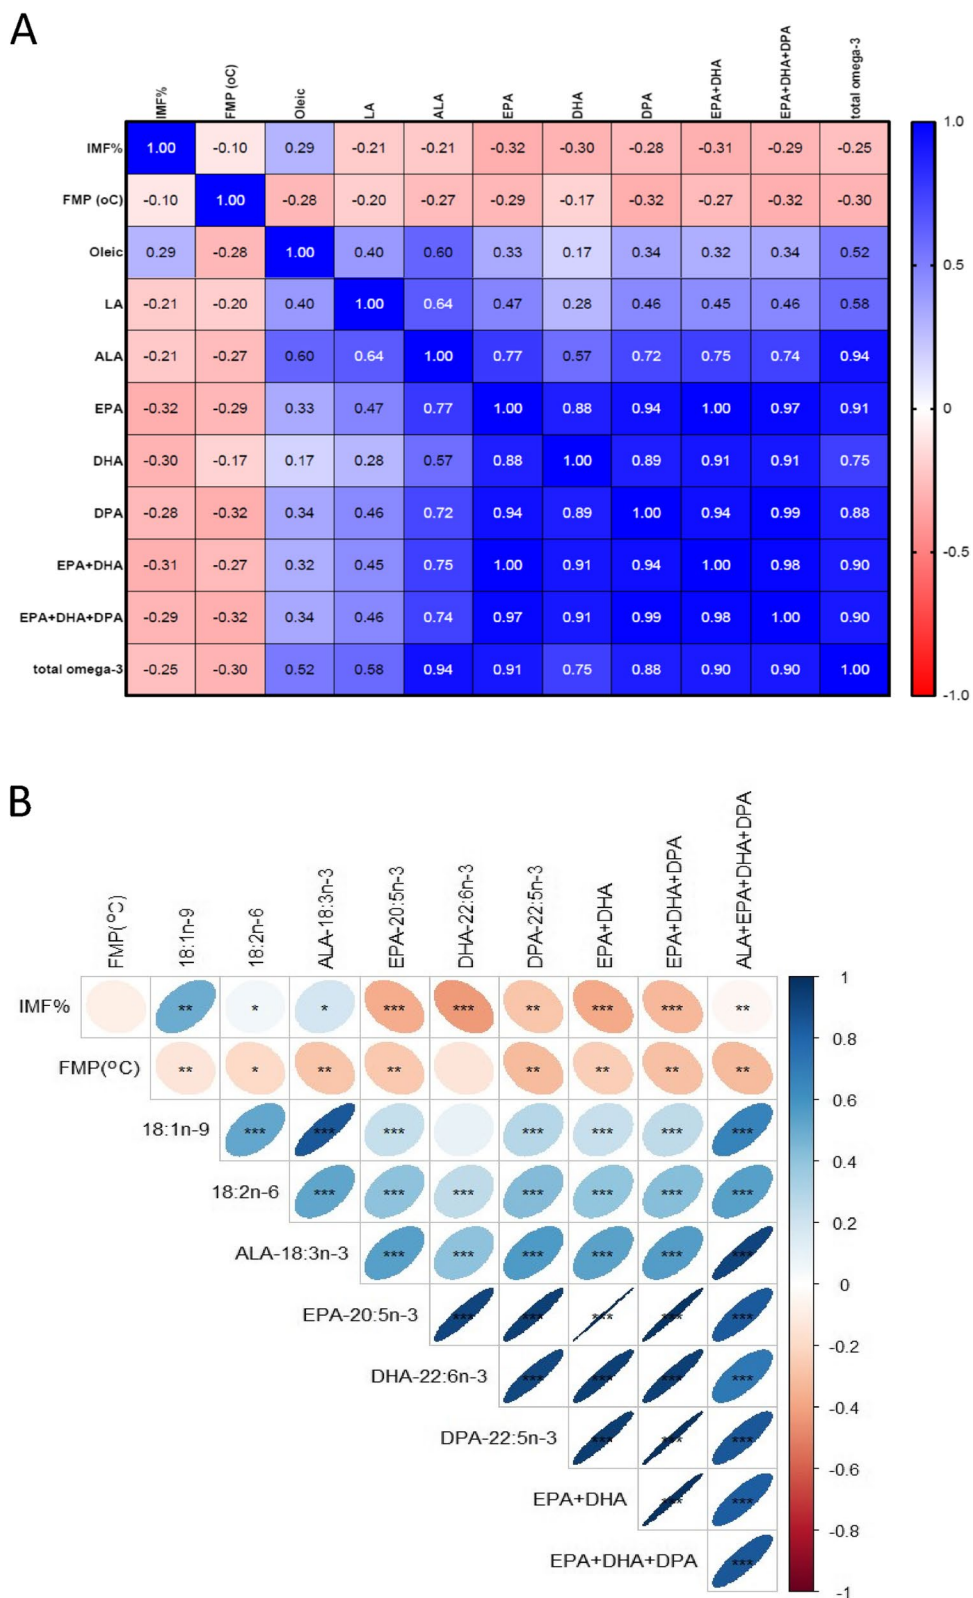 A
IMF%
FMP (oC)
Oleic
LA
ALA
EPA
DHA
DPA
EPA+DHA
EPA+DHA+DPA
total omega-3
IMF% 1.00 -0.10 0.29 -0.21 -0.21 -0.32 -0.30 -0.28 -0.31 -0.29 -0.25
FMP (oC) -0.10 1.00 -0.28 -0.20 -0.27 -0.29 -0.17 -0.32 -0.27 -0.32 -0.30
Oleic 0.29 -0.28 1.00 0.40 0.60 0.33 0.17 0.34 0.32 0.34 0.52
LA -0.21 -0.20 0.40 1.00 0.64 0.47 0.28 0.46 0.45 0.46 0.58
ALA -0.21 -0.27 0.60 0.64 1.00 0.77 0.57 0.72 0.75 0.74 0.94
EPA -0.32 -0.29 0.33 0.47 0.77 1.00 0.88 0.94 1.00 0.97 0.91
DHA -0.30 -0.17 0.17 0.28 0.57 0.88 1.00 0.89 0.91 0.91 0.75
DPA -0.28 -0.32 0.34 0.46 0.72 0.94 0.89 1.00 0.94 0.99 0.88
EPA+DHA -0.31 -0.27 0.32 0.45 0.75 1.00 0.91 0.94 1.00 0.98 0.90
EPA+DHA+DPA -0.29 -0.32 0.34 0.46 0.74 0.97 0.91 0.99 0.98 1.00 0.90
total omega-3 -0.25 -0.30 0.52 0.58 0.94 0.91 0.75 0.88 0.90 0.90 1.00
1.0
0.5
0
-0.5
-1.0
B
FMP(°C)
18:1n-9
18:2n-6
ALA-18:3n-3
EPA-20:5n-3
DHA-22:6n-3
DPA-22:5n-3
EPA+DHA
EPA+DHA+DPA
ALA+EPA+DHA+DPA
IMF% ** * * *** *** ** *** *** **
FMP(°C) ** * ** ** ** ** ** **
18:1n-9 *** *** *** *** *** *** ***
18:2n-6 *** *** *** *** *** *** ***
ALA-18:3n-3 *** *** *** *** *** ***
EPA-20:5n-3 *** *** *** *** ***
DHA-22:6n-3 *** *** *** ***
DPA-22:5n-3 *** *** ***
EPA+DHA *** ***
EPA+DHA+DPA ***
1
0.8
0.6
0.4
0.2
0
-0.2
-0.4
-0.6
-0.8
-1